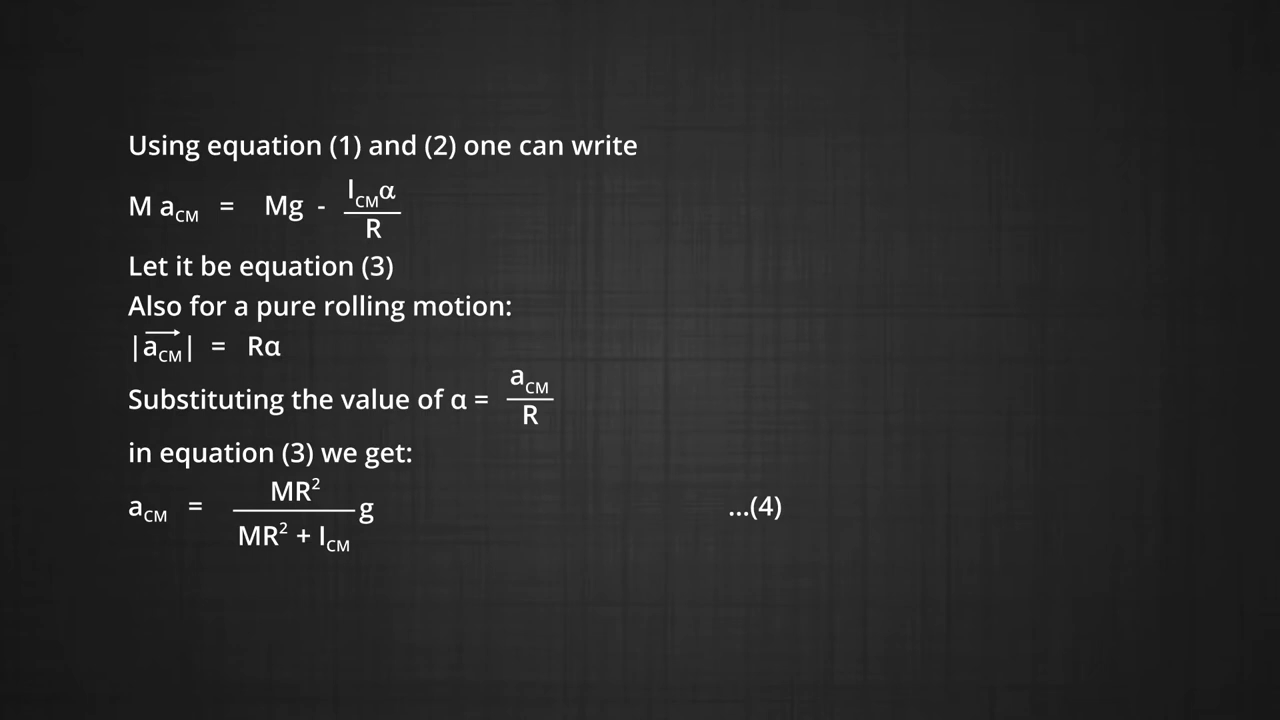 Using equation (1) and (2) one can write
M a_CM = Mg - I_CMα / R
Let it be equation (3)
Also for a pure rolling motion:
|a_CM→| = Rα
Substituting the value of α = a_CM / R
in equation (3) we get:
a_CM = MR² / MR² + I_CM g ...(4)